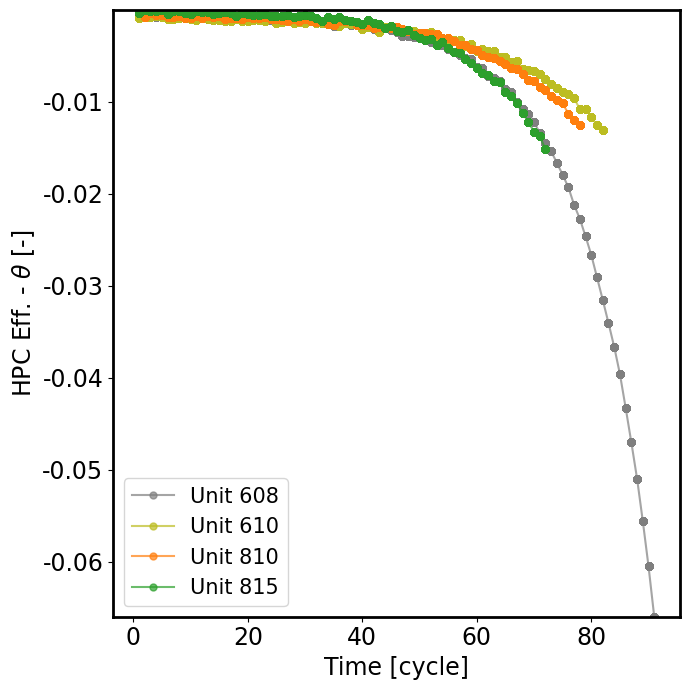 -0.01
-0.02
-0.03
-0.04
-0.05
-0.06
HPC Eff. - θ [-]
Unit 608
Unit 610
Unit 810
Unit 815
0 20 40 60 80
Time [cycle]